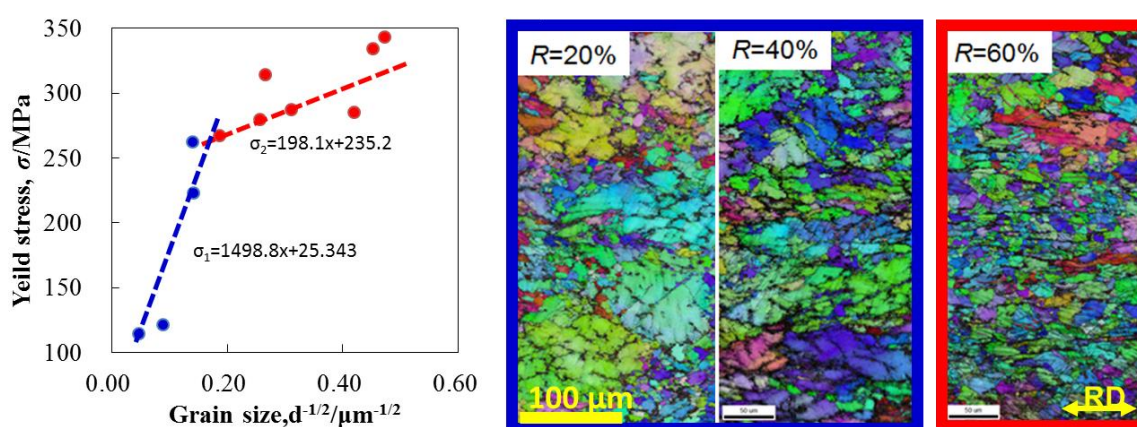 Yeild stress, σ/MPa
350
300
250
200
150
100
0.00 0.20 0.40 0.60
Grain size,d-1/2/μm-1/2
σ2=198.1x+235.2
σ1=1498.8x+25.343
R=20%
R=40%
R=60%
100 μm
50 um
50 um
RD